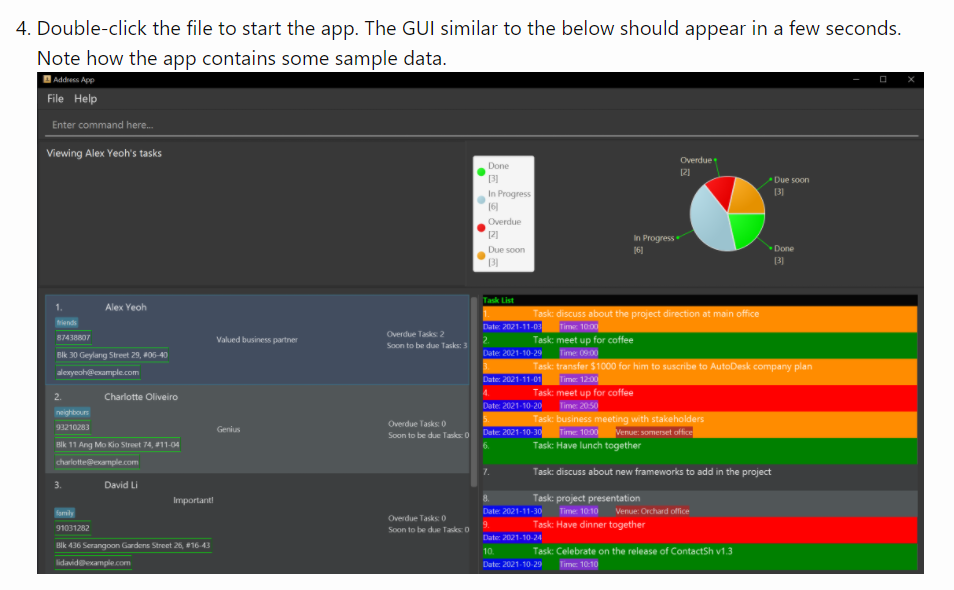 4. Double-click the file to start the app. The GUI similar to the below should appear in a few seconds.
Note how the app contains some sample data.
Address App
File Help
Enter command here...
Viewing Alex Yeoh's tasks
Done
[3]
In Progress
[6]
Overdue
[2]
Due soon
[3]
Overdue
[2]
Due soon
[3]
In Progress
[6]
Done
[3]
1. Alex Yeoh
friends
87438807
Blk 30 Geylang Street 29, #06-40
alexyeoh@example.com
Valued business partner
Overdue Tasks: 2
Soon to be due Tasks: 3
2. Charlotte Oliveiro
neighbours
93210283
Blk 11 Ang Mo Kio Street 74, #11-04
charlotte@example.com
Genius
Overdue Tasks: 0
Soon to be due Tasks: 0
3. David Li
Important!
family
91031282
Blk 436 Serangoon Gardens Street 26, #16-43
lidavid@example.com
Overdue Tasks: 0
Soon to be due Tasks: 0
Task List
1. Task: discuss about the project direction at main office
Date: 2021-11-03 Time: 10:00
2. Task: meet up for coffee
Date: 2021-10-29 Time: 09:00
3. Task: transfer $1000 for him to suscribe to AutoDesk company plan
Date: 2021-11-01 Time: 12:00
4. Task: meet up for coffee
Date: 2021-10-20 Time: 20:50
5. Task: business meeting with stakeholders
Date: 2021-10-30 Time: 10:00 Venue: somerset office
6. Task: Have lunch together
7. Task: discuss about new frameworks to add in the project
8. Task: project presentation
Date: 2021-11-30 Time: 10:10 Venue: Orchard office
9. Task: Have dinner together
Date: 2021-10-24
10. Task: Celebrate on the release of ContactSh v1.3
Date: 2021-10-29 Time: 10:10